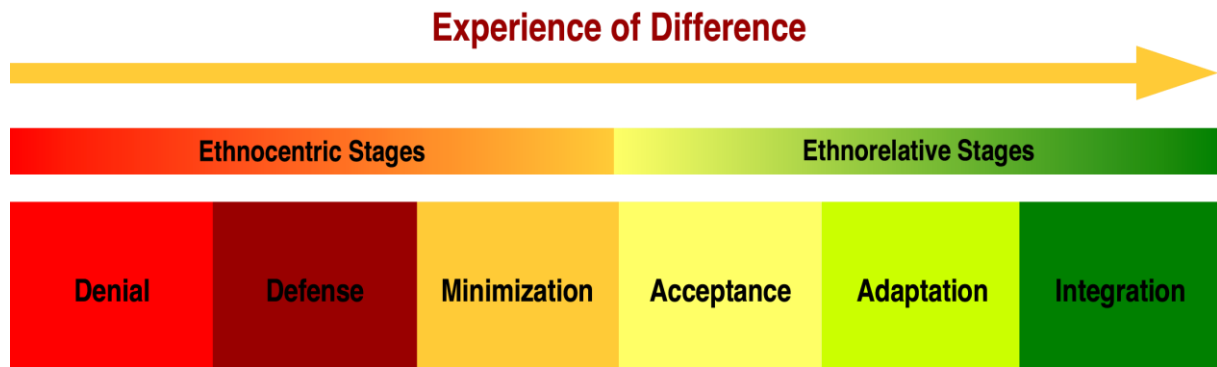 Experience of Difference
Ethnocentric Stages Ethnorelative Stages
Denial Defense Minimization Acceptance Adaptation Integration